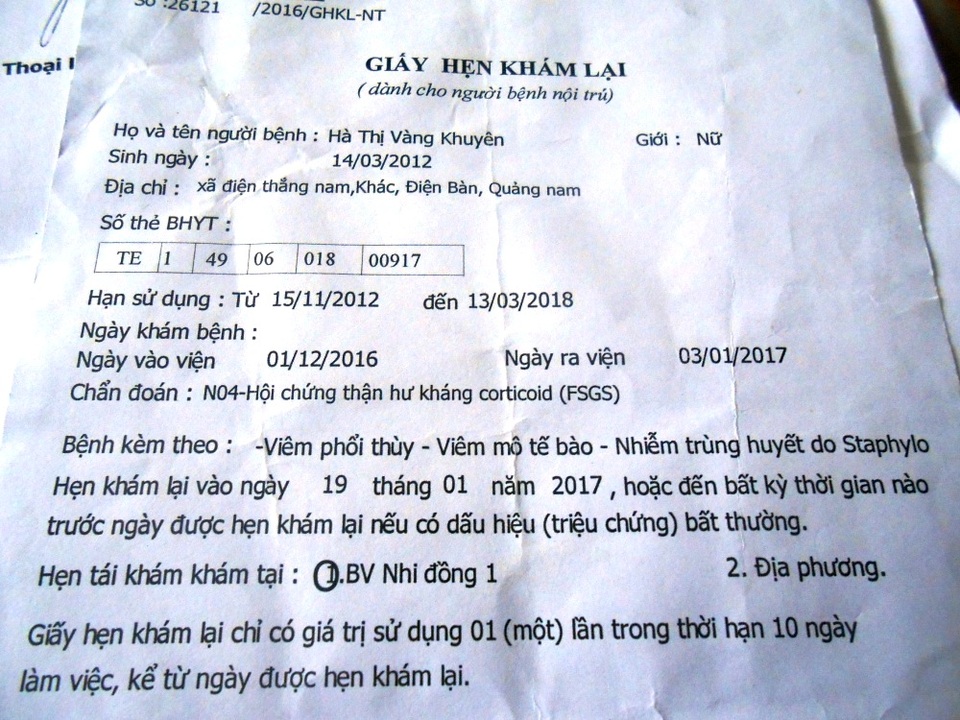 Số :26121 /2016/GHKL-NT
Thoại
GIẤY HẸN KHÁM LẠI
( dành cho người bệnh nội trú)
Họ và tên người bệnh : Hà Thị Vàng Khuyên Giới : Nữ
Sinh ngày : 14/03/2012
Địa chỉ : xã điện thắng nam,Khác, Điện Bàn, Quảng nam
Số thẻ BHYT :
TE 1 49 06 018 00917
Hạn sử dụng : Từ 15/11/2012 đến 13/03/2018
Ngày khám bệnh :
Ngày vào viện 01/12/2016 Ngày ra viện 03/01/2017
Chẩn đoán : N04-Hội chứng thận hư kháng corticoid (FSGS)
Bệnh kèm theo : -Viêm phổi thùy - Viêm mô tế bào - Nhiễm trùng huyết do Staphylo
Hẹn khám lại vào ngày 19 tháng 01 năm 2017 , hoặc đến bất kỳ thời gian nào
trước ngày được hẹn khám lại nếu có dấu hiệu (triệu chứng) bất thường.
Hẹn tái khám khám tại : 1.BV Nhi đồng 1 2. Địa phương.
Giấy hẹn khám lại chỉ có giá trị sử dụng 01 (một) lần trong thời hạn 10 ngày
làm việc, kể từ ngày được hẹn khám lại.